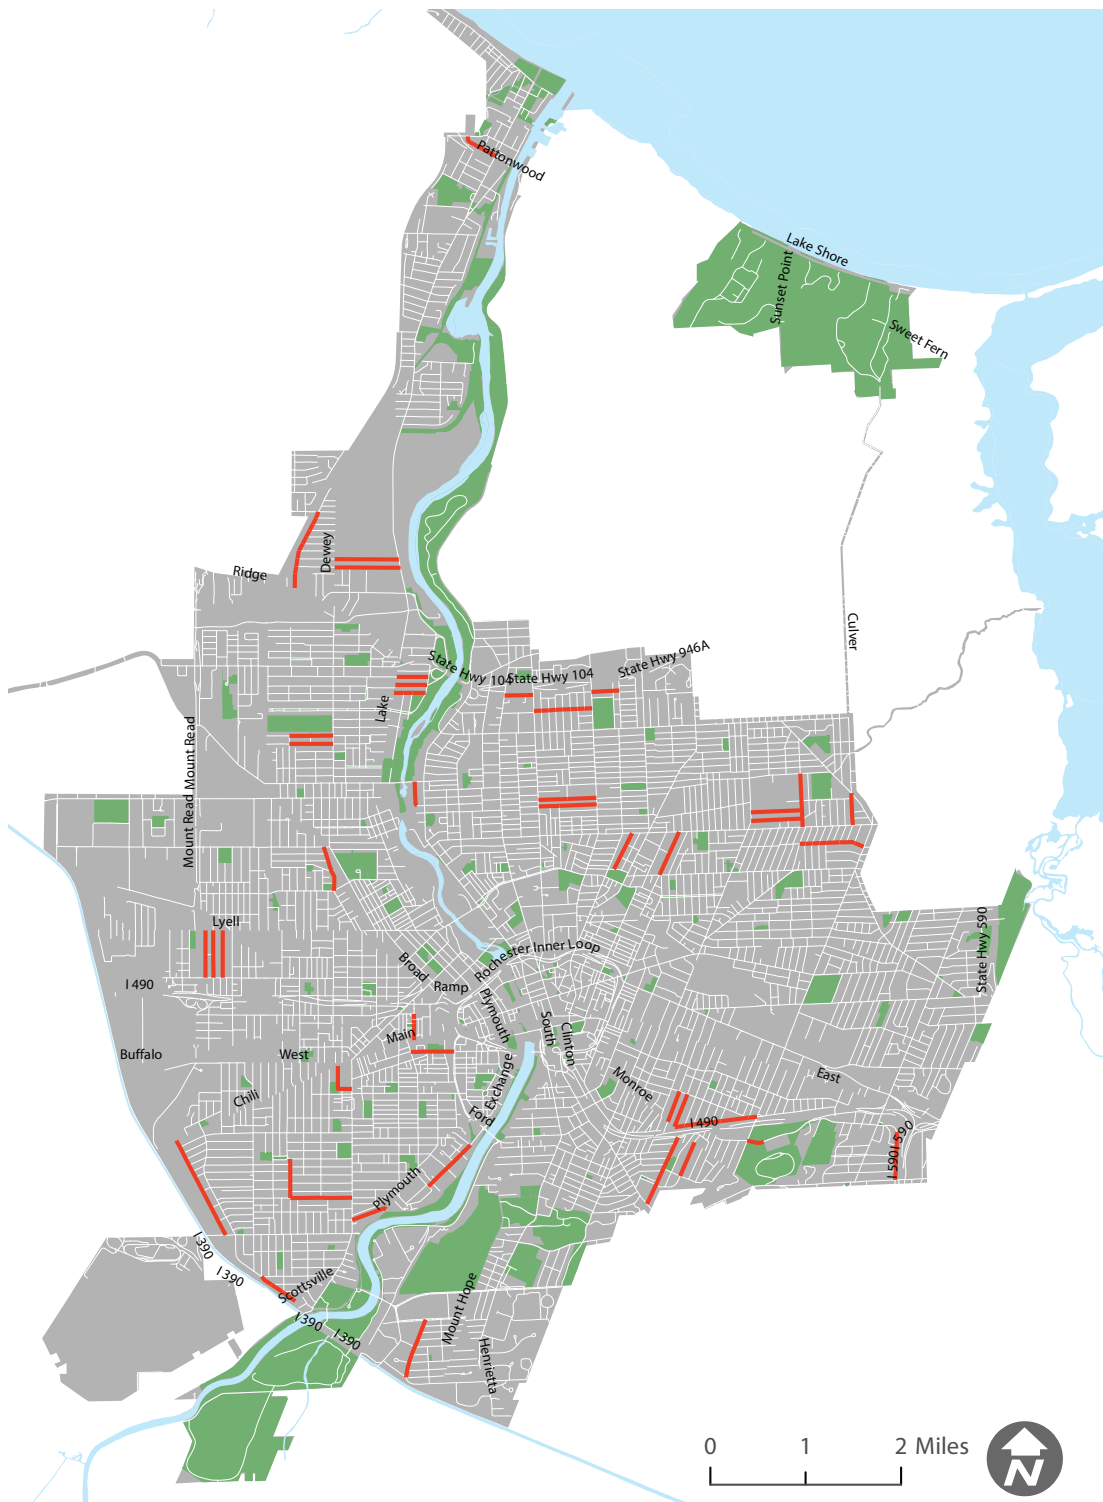 Pattonwood
Lake Shore
Sunset Point
Sweet Fern
Dewey
Ridge
Culver
State Hwy 104
State Hwy 104
State Hwy 946A
Lake
Mount Read
Mount Read
Lyell
State Hwy 590
Rochester Inner Loop
Broad
Ramp
I 490
Plymouth
South
Clinton
Main
Buffalo
West
Exchange
Monroe
East
Chili
Ford
I 490
I 590
I 590
Plymouth
I 390
I 390
Scottsville
Mount Hope
I 390
I 390
Henrietta
0 1 2 Miles
N